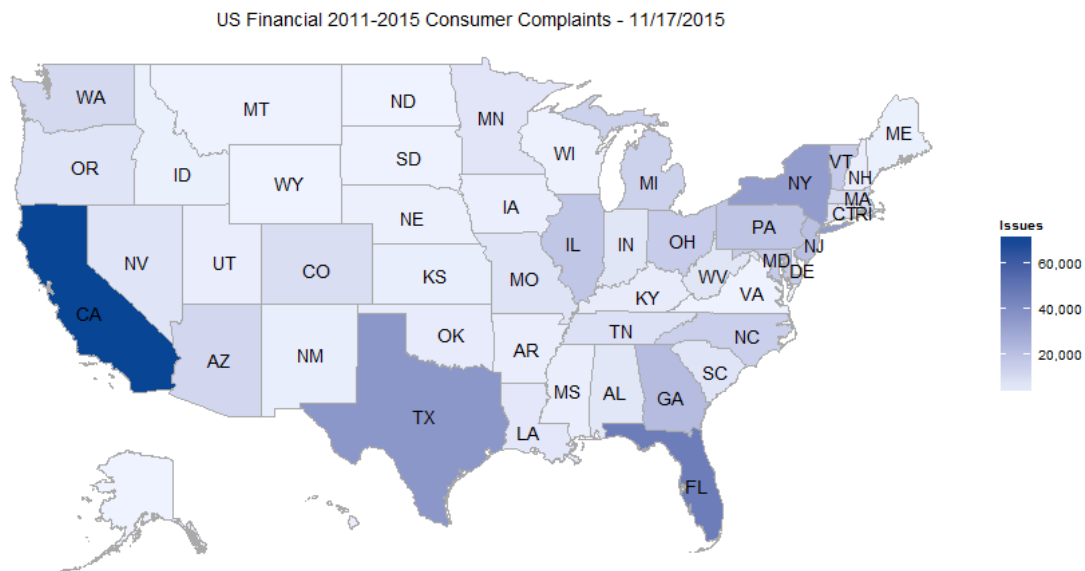 US Financial 2011-2015 Consumer Complaints - 11/17/2015
WA
MT
ND
MN
ME
OR
ID
SD
WI
MI
NY
VT
NH
WY
MA
CT
RI
NE
IA
PA
NJ
NV
UT
CO
KS
MO
IL
IN
OH
MD
DE
WV
VA
KY
CA
AZ
NM
OK
AR
TN
NC
SC
TX
LA
MS
AL
GA
FL
Issues
60,000
40,000
20,000